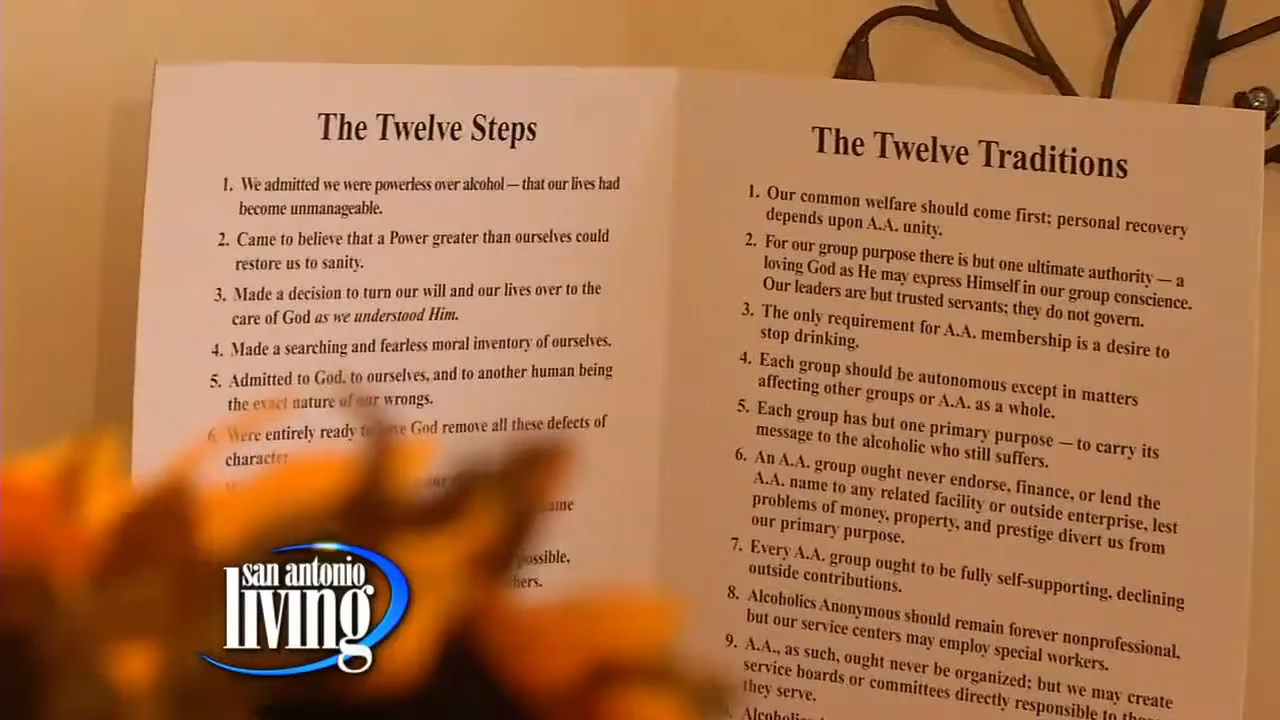 The Twelve Steps
1. We admitted we were powerless over alcohol — that our lives had
become unmanageable.
2. Came to believe that a Power greater than ourselves could
restore us to sanity.
3. Made a decision to turn our will and our lives over to the
care of God as we understood Him.
4. Made a searching and fearless moral inventory of ourselves.
5. Admitted to God, to ourselves, and to another human being
the exact nature of our wrongs.
6. Were entirely ready to have God remove all these defects of
character
possible,
The Twelve Traditions
1. Our common welfare should come first; personal recovery
depends upon A.A. unity.
2. For our group purpose there is but one ultimate authority — a
loving God as He may express Himself in our group conscience.
Our leaders are but trusted servants; they do not govern.
3. The only requirement for A.A. membership is a desire to
stop drinking.
4. Each group should be autonomous except in matters
affecting other groups or A.A. as a whole.
5. Each group has but one primary purpose — to carry its
message to the alcoholic who still suffers.
6. An A.A. group ought never endorse, finance, or lend the
A.A. name to any related facility or outside enterprise, lest
problems of money, property, and prestige divert us from
our primary purpose.
7. Every A.A. group ought to be fully self-supporting, declining
outside contributions.
8. Alcoholics Anonymous should remain forever nonprofessional,
but our service centers may employ special workers.
9. A.A., as such, ought never be organized; but we may create
service boards or committees directly responsible to
they serve.
san antonio
living